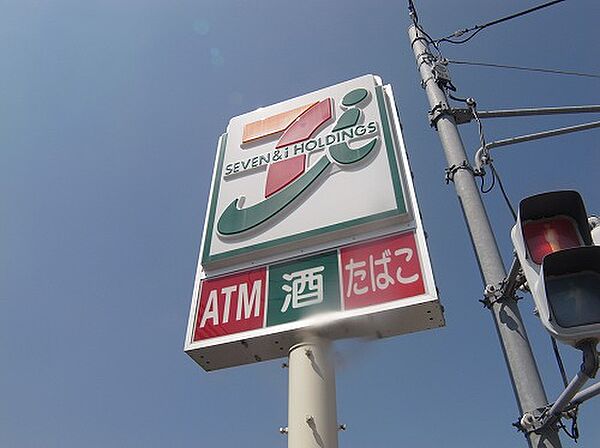 SEVEN & i HOLDINGS
ATM 酒 たばこ